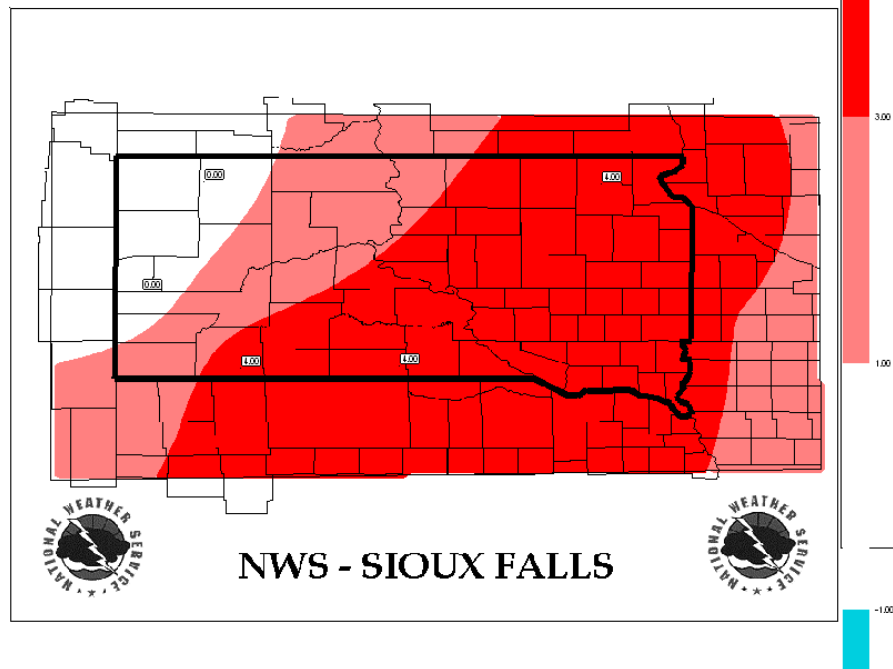 3.00
0.00
4.00
0.00
4.00
4.00
1.00
NATIONAL WEATHER SERVICE
NWS - SIOUX FALLS
NATIONAL WEATHER SERVICE
-1.00